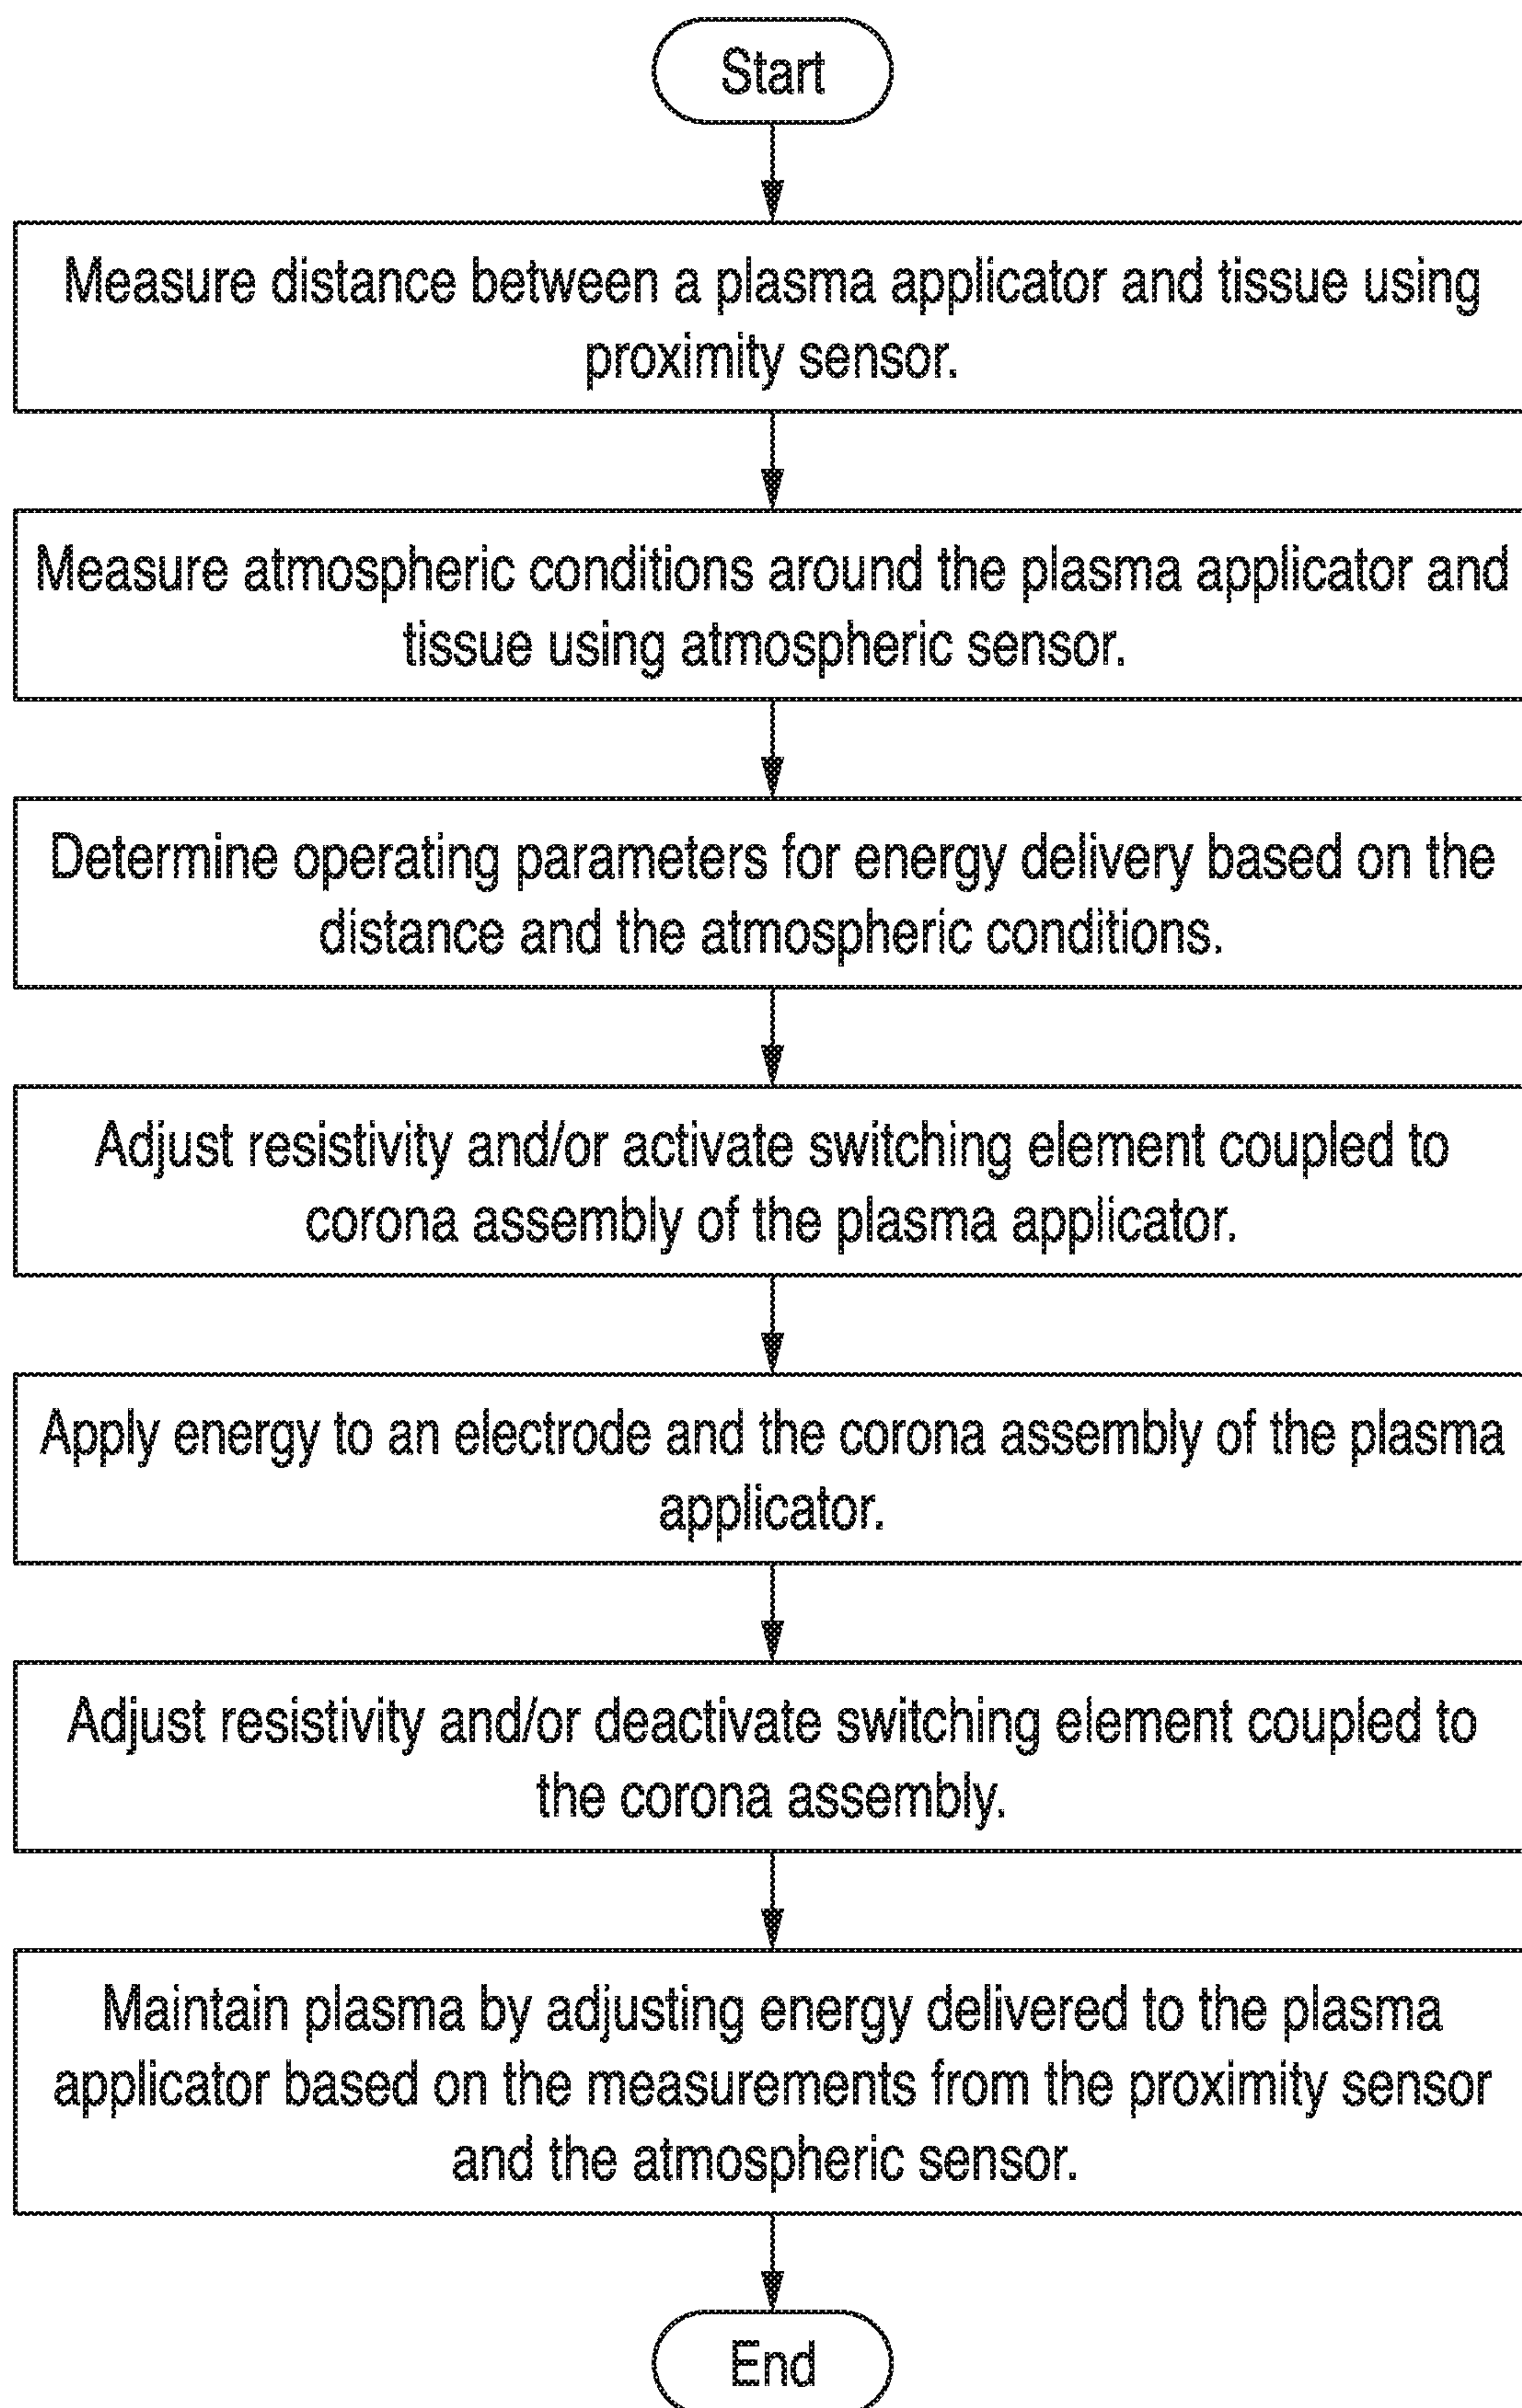 Start
Measure distance between a plasma applicator and tissue using
proximity sensor.
Measure atmospheric conditions around the plasma applicator and
tissue using atmospheric sensor.
Determine operating parameters for energy delivery based on the
distance and the atmospheric conditions.
Adjust resistivity and/or activate switching element coupled to
corona assembly of the plasma applicator.
Apply energy to an electrode and the corona assembly of the plasma
applicator.
Adjust resistivity and/or deactivate switching element coupled to
the corona assembly.
Maintain plasma by adjusting energy delivered to the plasma
applicator based on the measurements from the proximity sensor
and the atmospheric sensor.
End